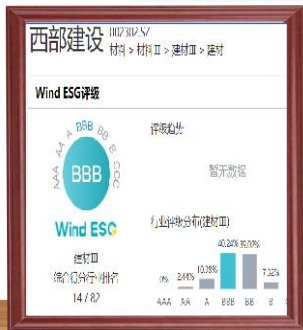 西部建设 002302.SZ
材料 > 材料Ⅱ > 建材Ⅲ > 建材
Wind ESG评级
AAA AA A BBB BB B CCC
BBB
Wind ESG
建材Ⅲ
综合得分行业排名
14 / 82
评级趋势
暂无数据
行业评级分布(建材Ⅲ)
0% 2.44% 10.98% 40.24% 39.02% 7.32%
AAA AA A BBB BB B